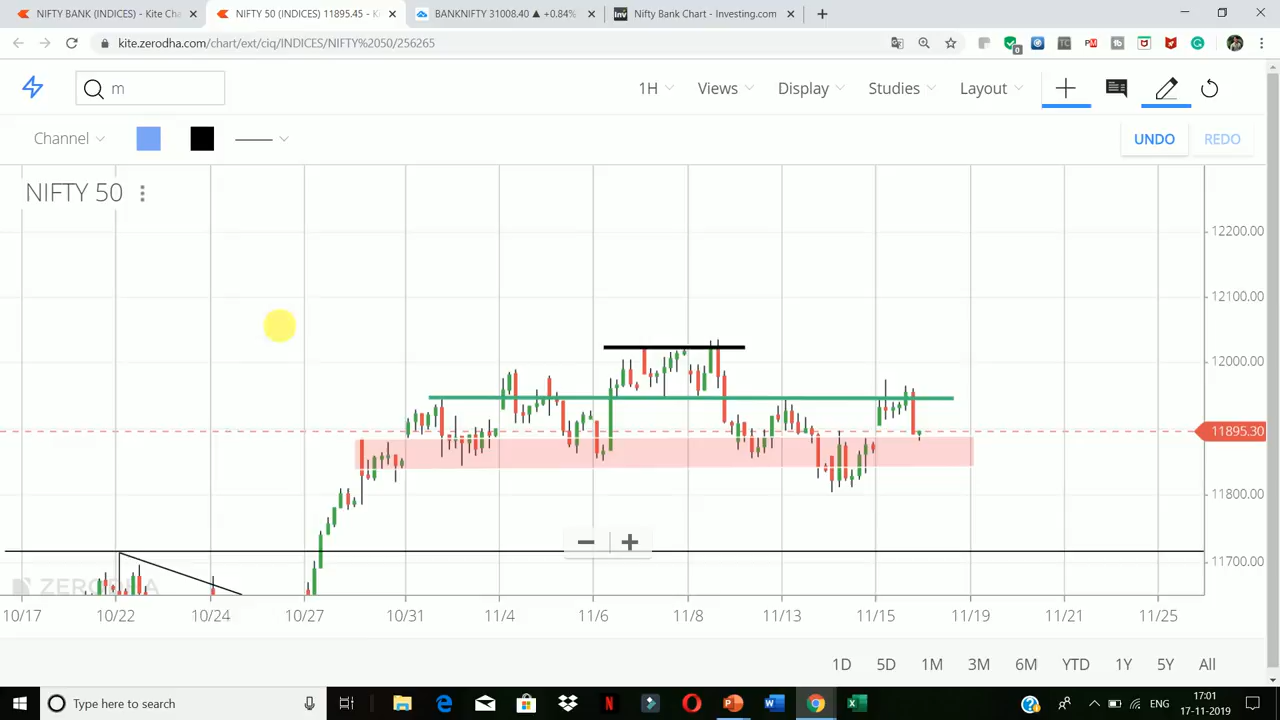 NIFTY BANK (INDICES) - Kite Cha
NIFTY 50 (INDICES) 11895.45 - K
BANKNIFTY 31008.40 ▲ +0.84%
Inv Nifty Bank Chart - Investing.com
kite.zerodha.com/chart/ext/ciq/INDICES/NIFTY%2050/256265
m
1H
Views
Display
Studies
Layout
Channel
UNDO
REDO
NIFTY 50
12200.00
12100.00
12000.00
11895.30
11800.00
11700.00
ZERODHA
10/17
10/22
10/24
10/27
10/31
11/4
11/6
11/8
11/13
11/15
11/19
11/21
11/25
1D
5D
1M
3M
6M
YTD
1Y
5Y
All
Type here to search
ENG
17:01
17-11-2019